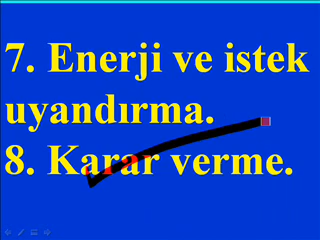 7. Enerji ve istek
uyandırma.
8. Karar verme.